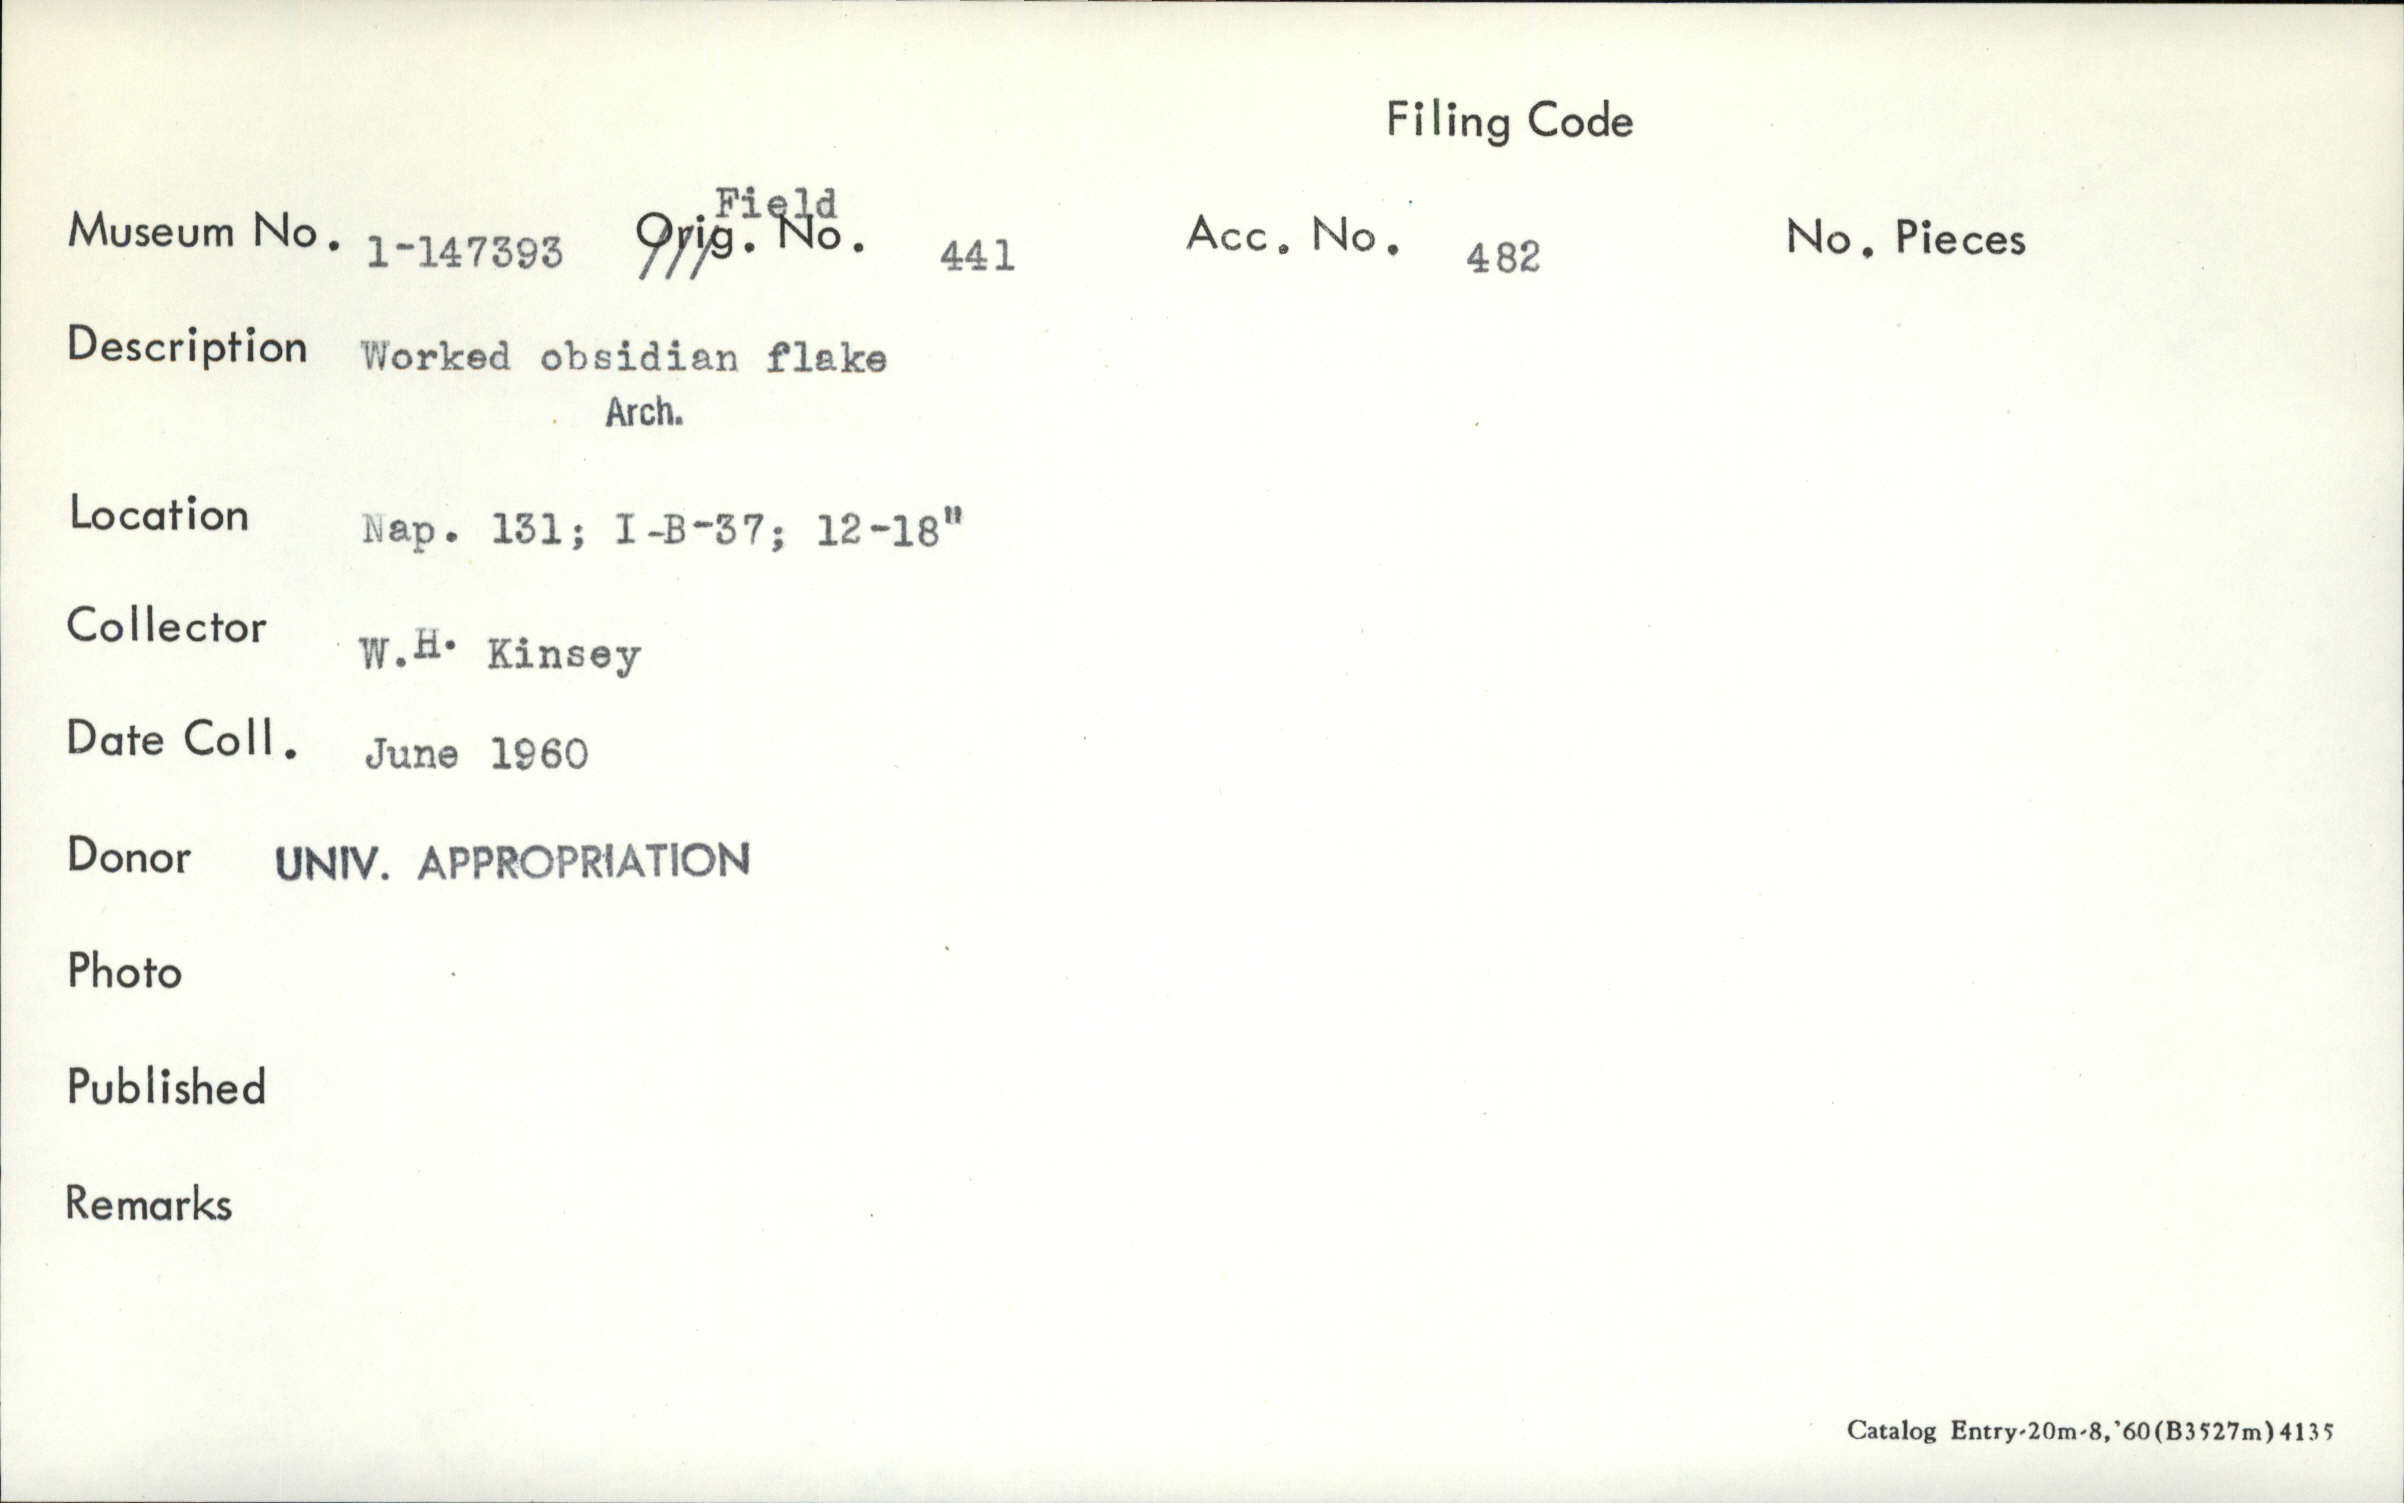 Filing Code
Field
Museum No. 1-147393 Orig. No. 441 Acc. No. 482 No. Pieces
Description Worked obsidian flake
Arch.
Location Nap. 131; I-B-37; 12-18"
Collector W.H. Kinsey
Date Coll. June 1960
Donor UNIV. APPROPRIATION
Photo
Published
Remarks
Catalog Entry-20m-8,'60(B3527m)4135